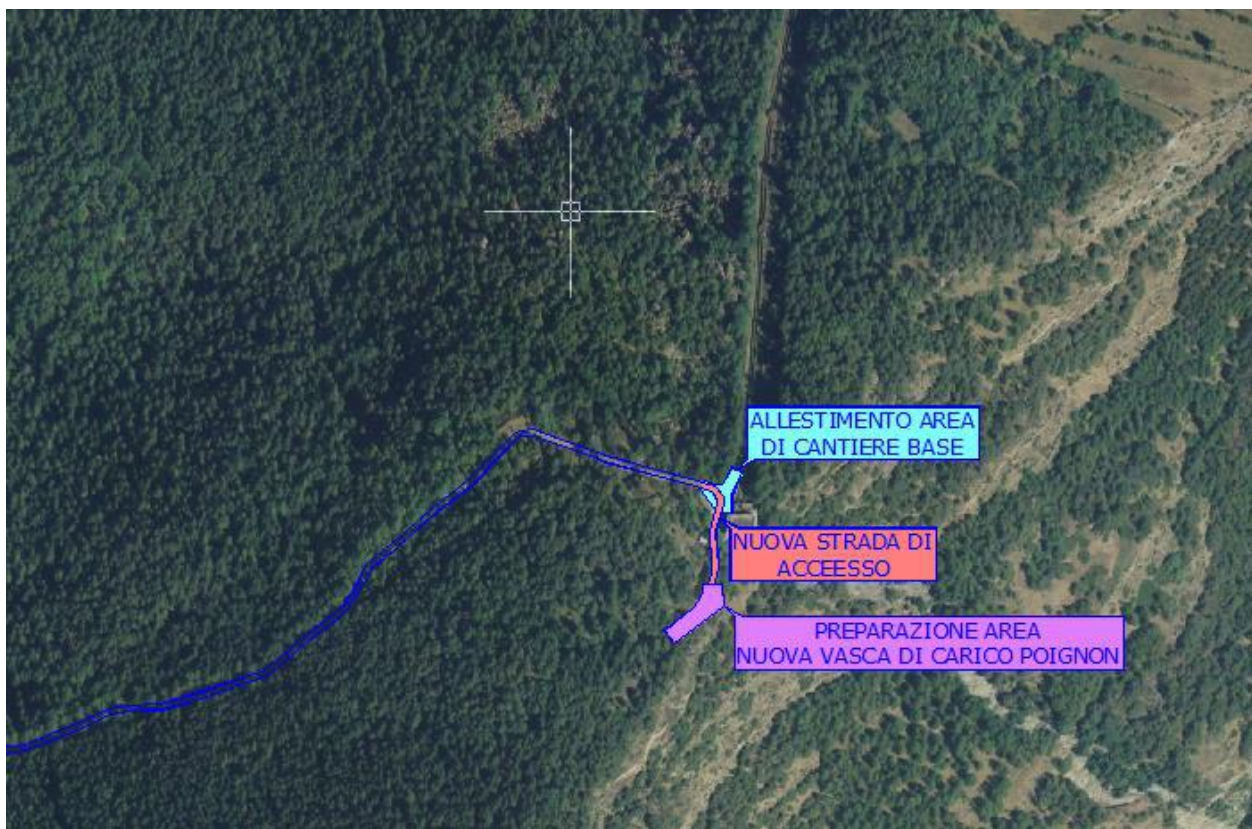 ALLESTIMENTO AREA
DI CANTIERE BASE
NUOVA STRADA DI
ACCEESSO
PREPARAZIONE AREA
NUOVA VASCA DI CARICO POIGNON